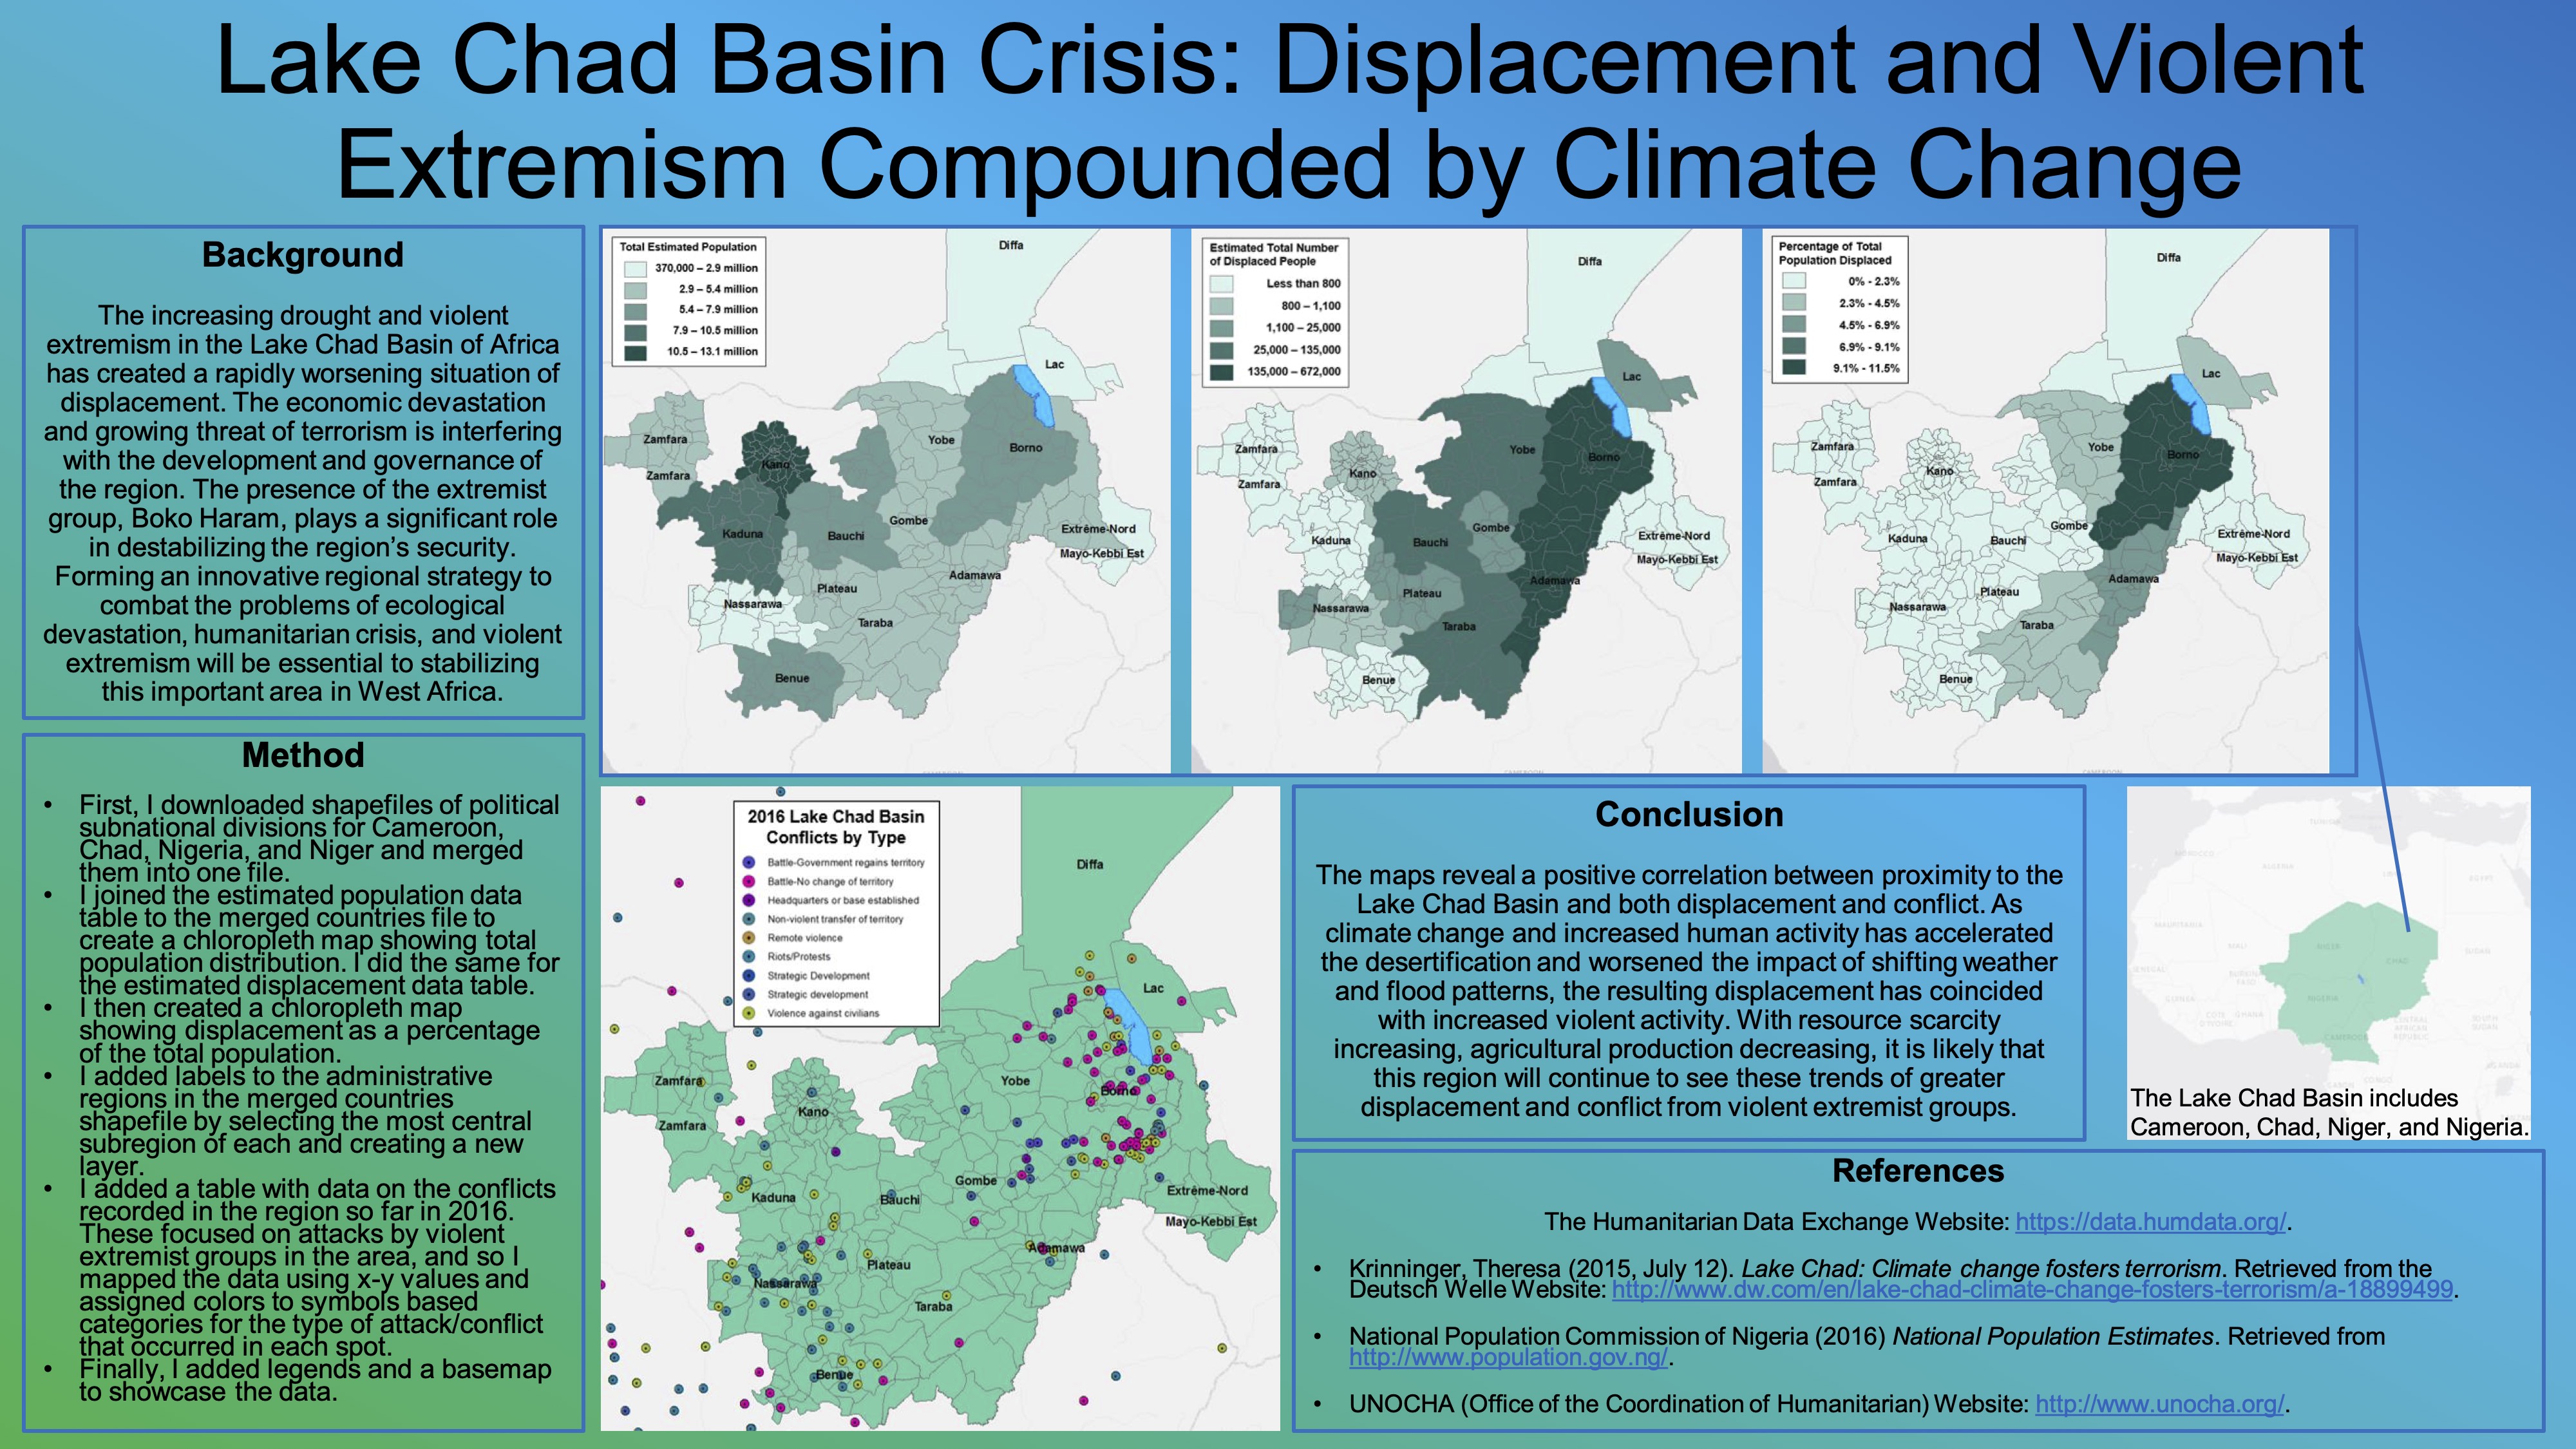 Lake Chad Basin Crisis: Displacement and Violent
Extremism Compounded by Climate Change
Background
The increasing drought and violent
extremism in the Lake Chad Basin of Africa
has created a rapidly worsening situation of
displacement. The economic devastation
and growing threat of terrorism is interfering
with the development and governance of
the region. The presence of the extremist
group, Boko Haram, plays a significant role
in destabilizing the region's security.
Forming an innovative regional strategy to
combat the problems of ecological
devastation, humanitarian crisis, and violent
extremism will be essential to stabilizing
this important area in West Africa.
Method
• First, I downloaded shapefiles of political
subnational divisions for Cameroon,
Chad, Nigeria, and Niger and merged
them into one file.
• I joined the estimated population data
table to the merged countries file to
create a chloropleth map showing total
population distribution. I did the same for
the estimated displacement data table.
• I then created a chloropleth map
showing displacement as a percentage
of the total population.
• I added labels to the administrative
regions in the merged countries
shapefile by selecting the most central
subregion of each and creating a new
layer.
• I added a table with data on the conflicts
recorded in the region so far in 2016.
These focused on attacks by violent
extremist groups in the area, and so I
mapped the data using x-y values and
assigned colors to symbols based
categories for the type of attack/conflict
that occurred in each spot.
• Finally, I added legends and a basemap
to showcase the data.
Total Estimated Population
370,000 – 2.9 million
2.9 – 5.4 million
5.4 – 7.9 million
7.9 – 10.5 million
10.5 – 13.1 million
Diffa
Lac
Zamfara
Kano
Yobe
Borno
Zamfara
Gombe
Extrême-Nord
Kaduna
Bauchi
Mayo-Kebbi Est
Adamawa
Plateau
Nassarawa
Taraba
Benue
Estimated Total Number
of Displaced People
Less than 800
800 – 1,100
1,100 – 25,000
25,000 – 135,000
135,000 – 672,000
Diffa
Lac
Zamfara
Yobe
Borno
Kano
Zamfara
Gombe
Extrême-Nord
Kaduna
Bauchi
Mayo-Kebbi Est
Adamawa
Plateau
Nassarawa
Taraba
Benue
Percentage of Total
Population Displaced
0% - 2.3%
2.3% - 4.5%
4.5% - 6.9%
6.9% - 9.1%
9.1% - 11.5%
Diffa
Lac
Zamfara
Yobe
Borno
Kano
Zamfara
Gombe
Extrême-Nord
Kaduna
Bauchi
Mayo-Kebbi Est
Adamawa
Plateau
Nassarawa
Taraba
Benue
2016 Lake Chad Basin
Conflicts by Type
Battle-Government regains territory
Battle-No change of territory
Headquarters or base established
Non-violent transfer of territory
Remote violence
Riots/Protests
Strategic Development
Strategic development
Violence against civilians
Diffa
Lac
Zamfara
Yobe
Borno
Kano
Zamfara
Gombe
Extrême-Nord
Kaduna
Bauchi
Mayo-Kebbi Est
Adamawa
Plateau
Nassarawa
Taraba
Benue
Conclusion
The maps reveal a positive correlation between proximity to the
Lake Chad Basin and both displacement and conflict. As
climate change and increased human activity has accelerated
the desertification and worsened the impact of shifting weather
and flood patterns, the resulting displacement has coincided
with increased violent activity. With resource scarcity
increasing, agricultural production decreasing, it is likely that
this region will continue to see these trends of greater
displacement and conflict from violent extremist groups.
ALGERIA
MALI
NIGER
CHAD
SUDAN
NIGERIA
CAMEROON
The Lake Chad Basin includes
Cameroon, Chad, Niger, and Nigeria.
References
The Humanitarian Data Exchange Website: https://data.humdata.org/.
• Krinninger, Theresa (2015, July 12). Lake Chad: Climate change fosters terrorism. Retrieved from the
Deutsch Welle Website: http://www.dw.com/en/lake-chad-climate-change-fosters-terrorism/a-18899499.
• National Population Commission of Nigeria (2016) National Population Estimates. Retrieved from
http://www.population.gov.ng/.
• UNOCHA (Office of the Coordination of Humanitarian) Website: http://www.unocha.org/.